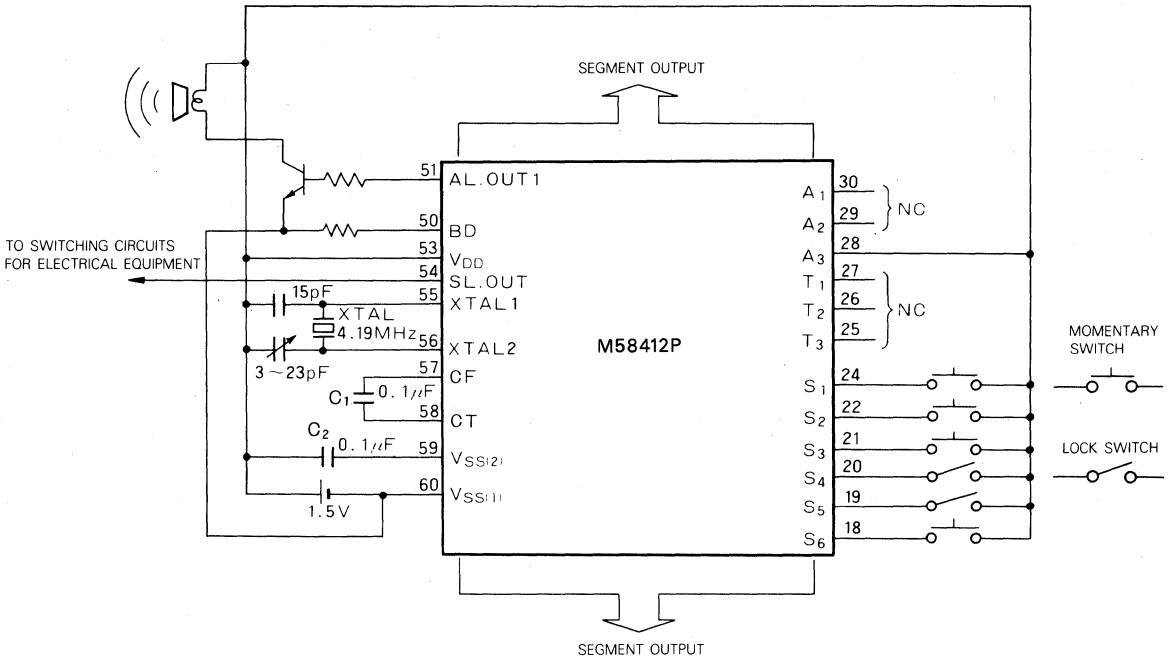 SEGMENT OUTPUT
51
AL.OUT1
50
BD
TO SWITCHING CIRCUITS
FOR ELECTRICAL EQUIPMENT
53
VDD
54
SL.OUT
15pF
55
XTAL1
XTAL
4.19MHz
56
XTAL2
3~23pF
57
CF
C1
0.1μF
58
CT
C2
0.1μF
59
VSS(2)
60
VSS(1)
1.5V
M58412P
A1
30
A2
29
NC
A3
28
T1
27
T2
26
NC
T3
25
S1
24
S2
22
S3
21
S4
20
S5
19
S6
18
MOMENTARY
SWITCH
LOCK SWITCH
SEGMENT OUTPUT